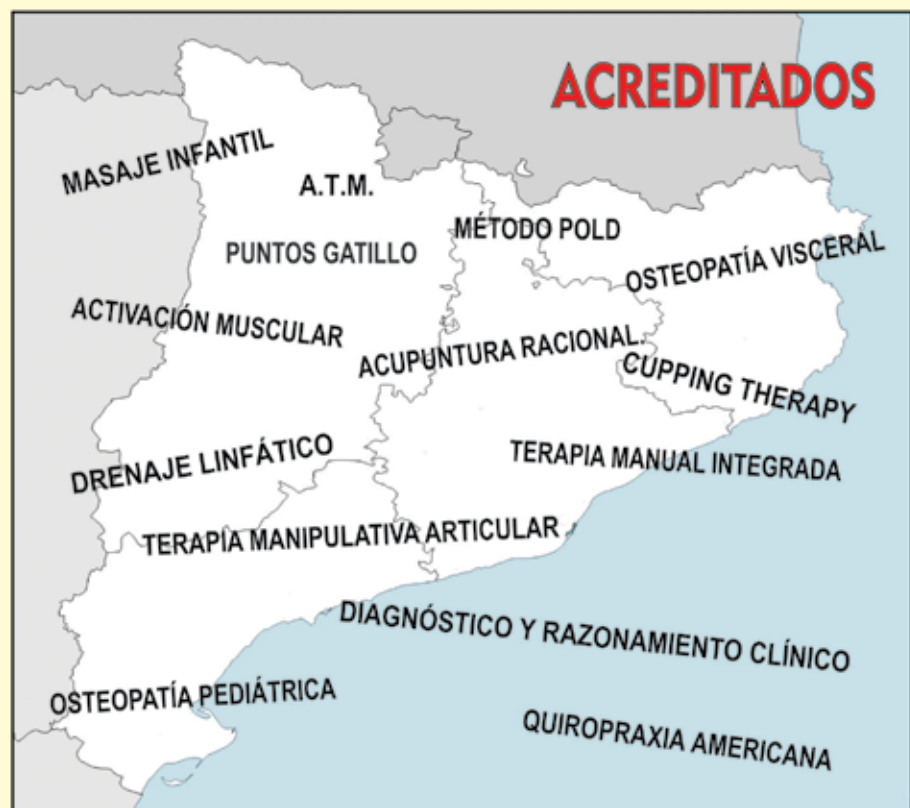 ACREDITADOS
MASAJE INFANTIL
A.T.M.
MÉTODO POLD
PUNTOS GATILLO
OSTEOPATÍA VISCERAL
ACTIVACIÓN MUSCULAR
ACUPUNTURA RACIONAL.
CUPPING THERAPY
DRENAJE LINFÁTICO
TERAPIA MANUAL INTEGRADA
TERAPIA MANIPULATIVA ARTICULAR
DIAGNÓSTICO Y RAZONAMIENTO CLÍNICO
OSTEOPATÍA PEDIÁTRICA
QUIROPRAXIA AMERICANA